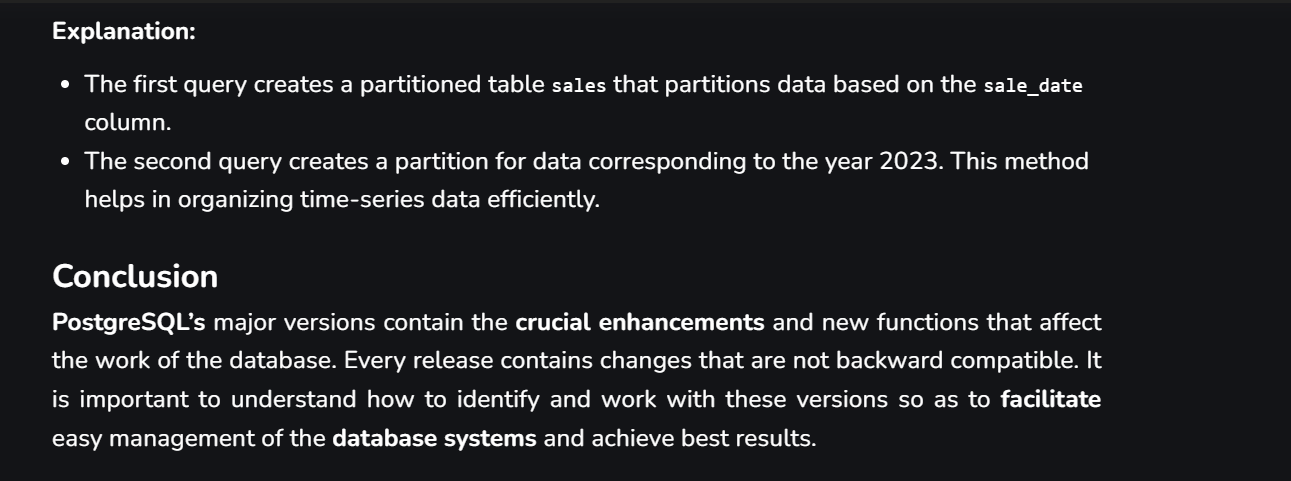 Explanation:
• The first query creates a partitioned table sales that partitions data based on the sale_date
column.
• The second query creates a partition for data corresponding to the year 2023. This method
helps in organizing time-series data efficiently.
Conclusion
PostgreSQL’s major versions contain the crucial enhancements and new functions that affect
the work of the database. Every release contains changes that are not backward compatible. It
is important to understand how to identify and work with these versions so as to facilitate
easy management of the database systems and achieve best results.